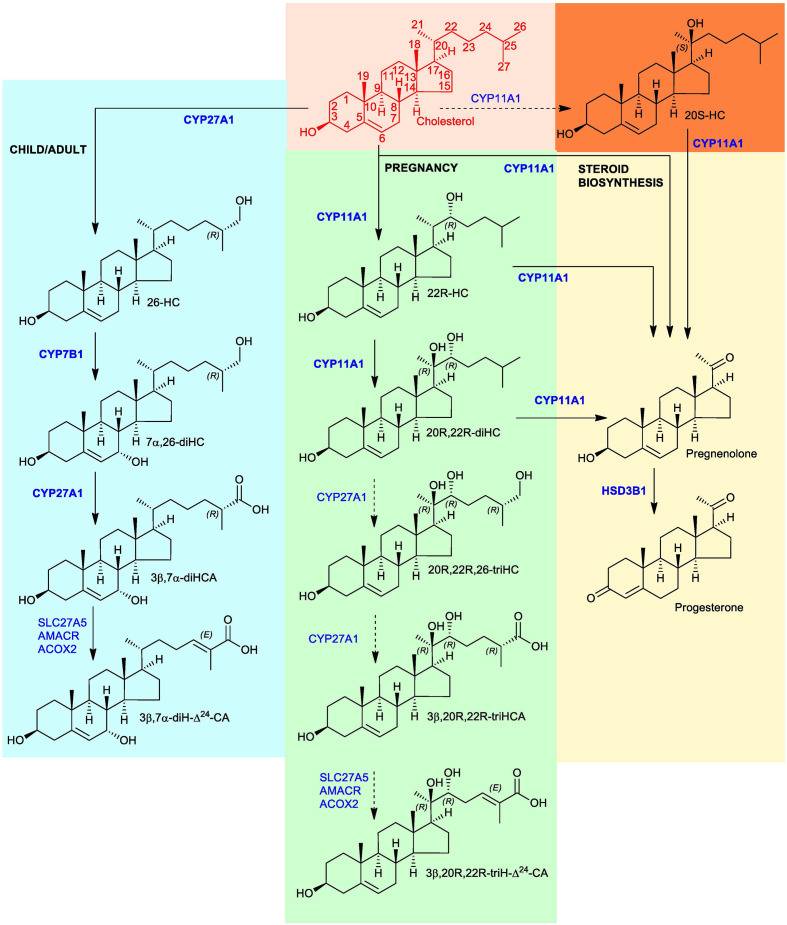 21
22
24
26
OH
18
20
23
25
(S)
19
12
17
H
27
11
13
16
1
9
14
15
H
2
10
8
H
CYP11A1
H
3
5
7
Cholesterol
20S-HC
HO
4
6
HO
CYP27A1
CYP11A1
CHILD/ADULT
PREGNANCY
CYP11A1
STEROID
BIOSYNTHESIS
CYP11A1
OH
OH
(R)
(R)
H
H
H
H
CYP11A1
26-HC
22R-HC
HO
HO
CYP7B1
CYP11A1
OH
OH
OH
(R)
(R)
(R)
O
H
H
H
CYP11A1
7α,26-diHC
20R,22R-diHC
Pregnenolone
HO
OH
HO
HO
CYP27A1
CYP27A1
HSD3B1
O
OH
OH
OH
(R)
OH
(R)
(R)
(R)
O
H
H
H
3β,7α-diHCA
20R,22R,26-triHC
Progesterone
HO
OH
HO
O
SLC27A5
AMACR
ACOX2
CYP27A1
(E)
O
OH
OH
OH
O
OH
(R)
(R)
(R)
H
H
3β,7α-diH-Δ24-CA
3β,20R,22R-triHCA
HO
OH
HO
SLC27A5
AMACR
ACOX2
OH
OH
(E)
O
OH
(R)
(R)
H
H
3β,20R,22R-triH-Δ24-CA
HO